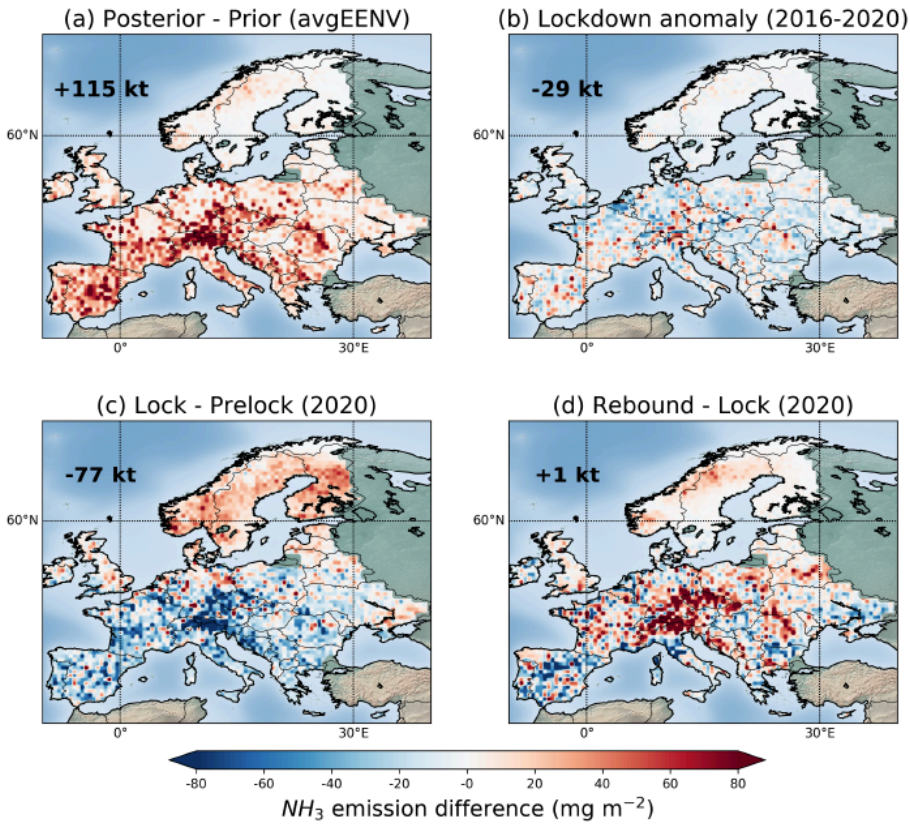 (a) Posterior - Prior (avgEENV)
(b) Lockdown anomaly (2016-2020)
+115 kt
-29 kt
60°N
0°
30°E
0°
30°E
(c) Lock - Prelock (2020)
(d) Rebound - Lock (2020)
-77 kt
+1 kt
60°N
0°
30°E
0°
30°E
-80 -60 -40 -20 -0 20 40 60 80
NH₃ emission difference (mg m⁻²)